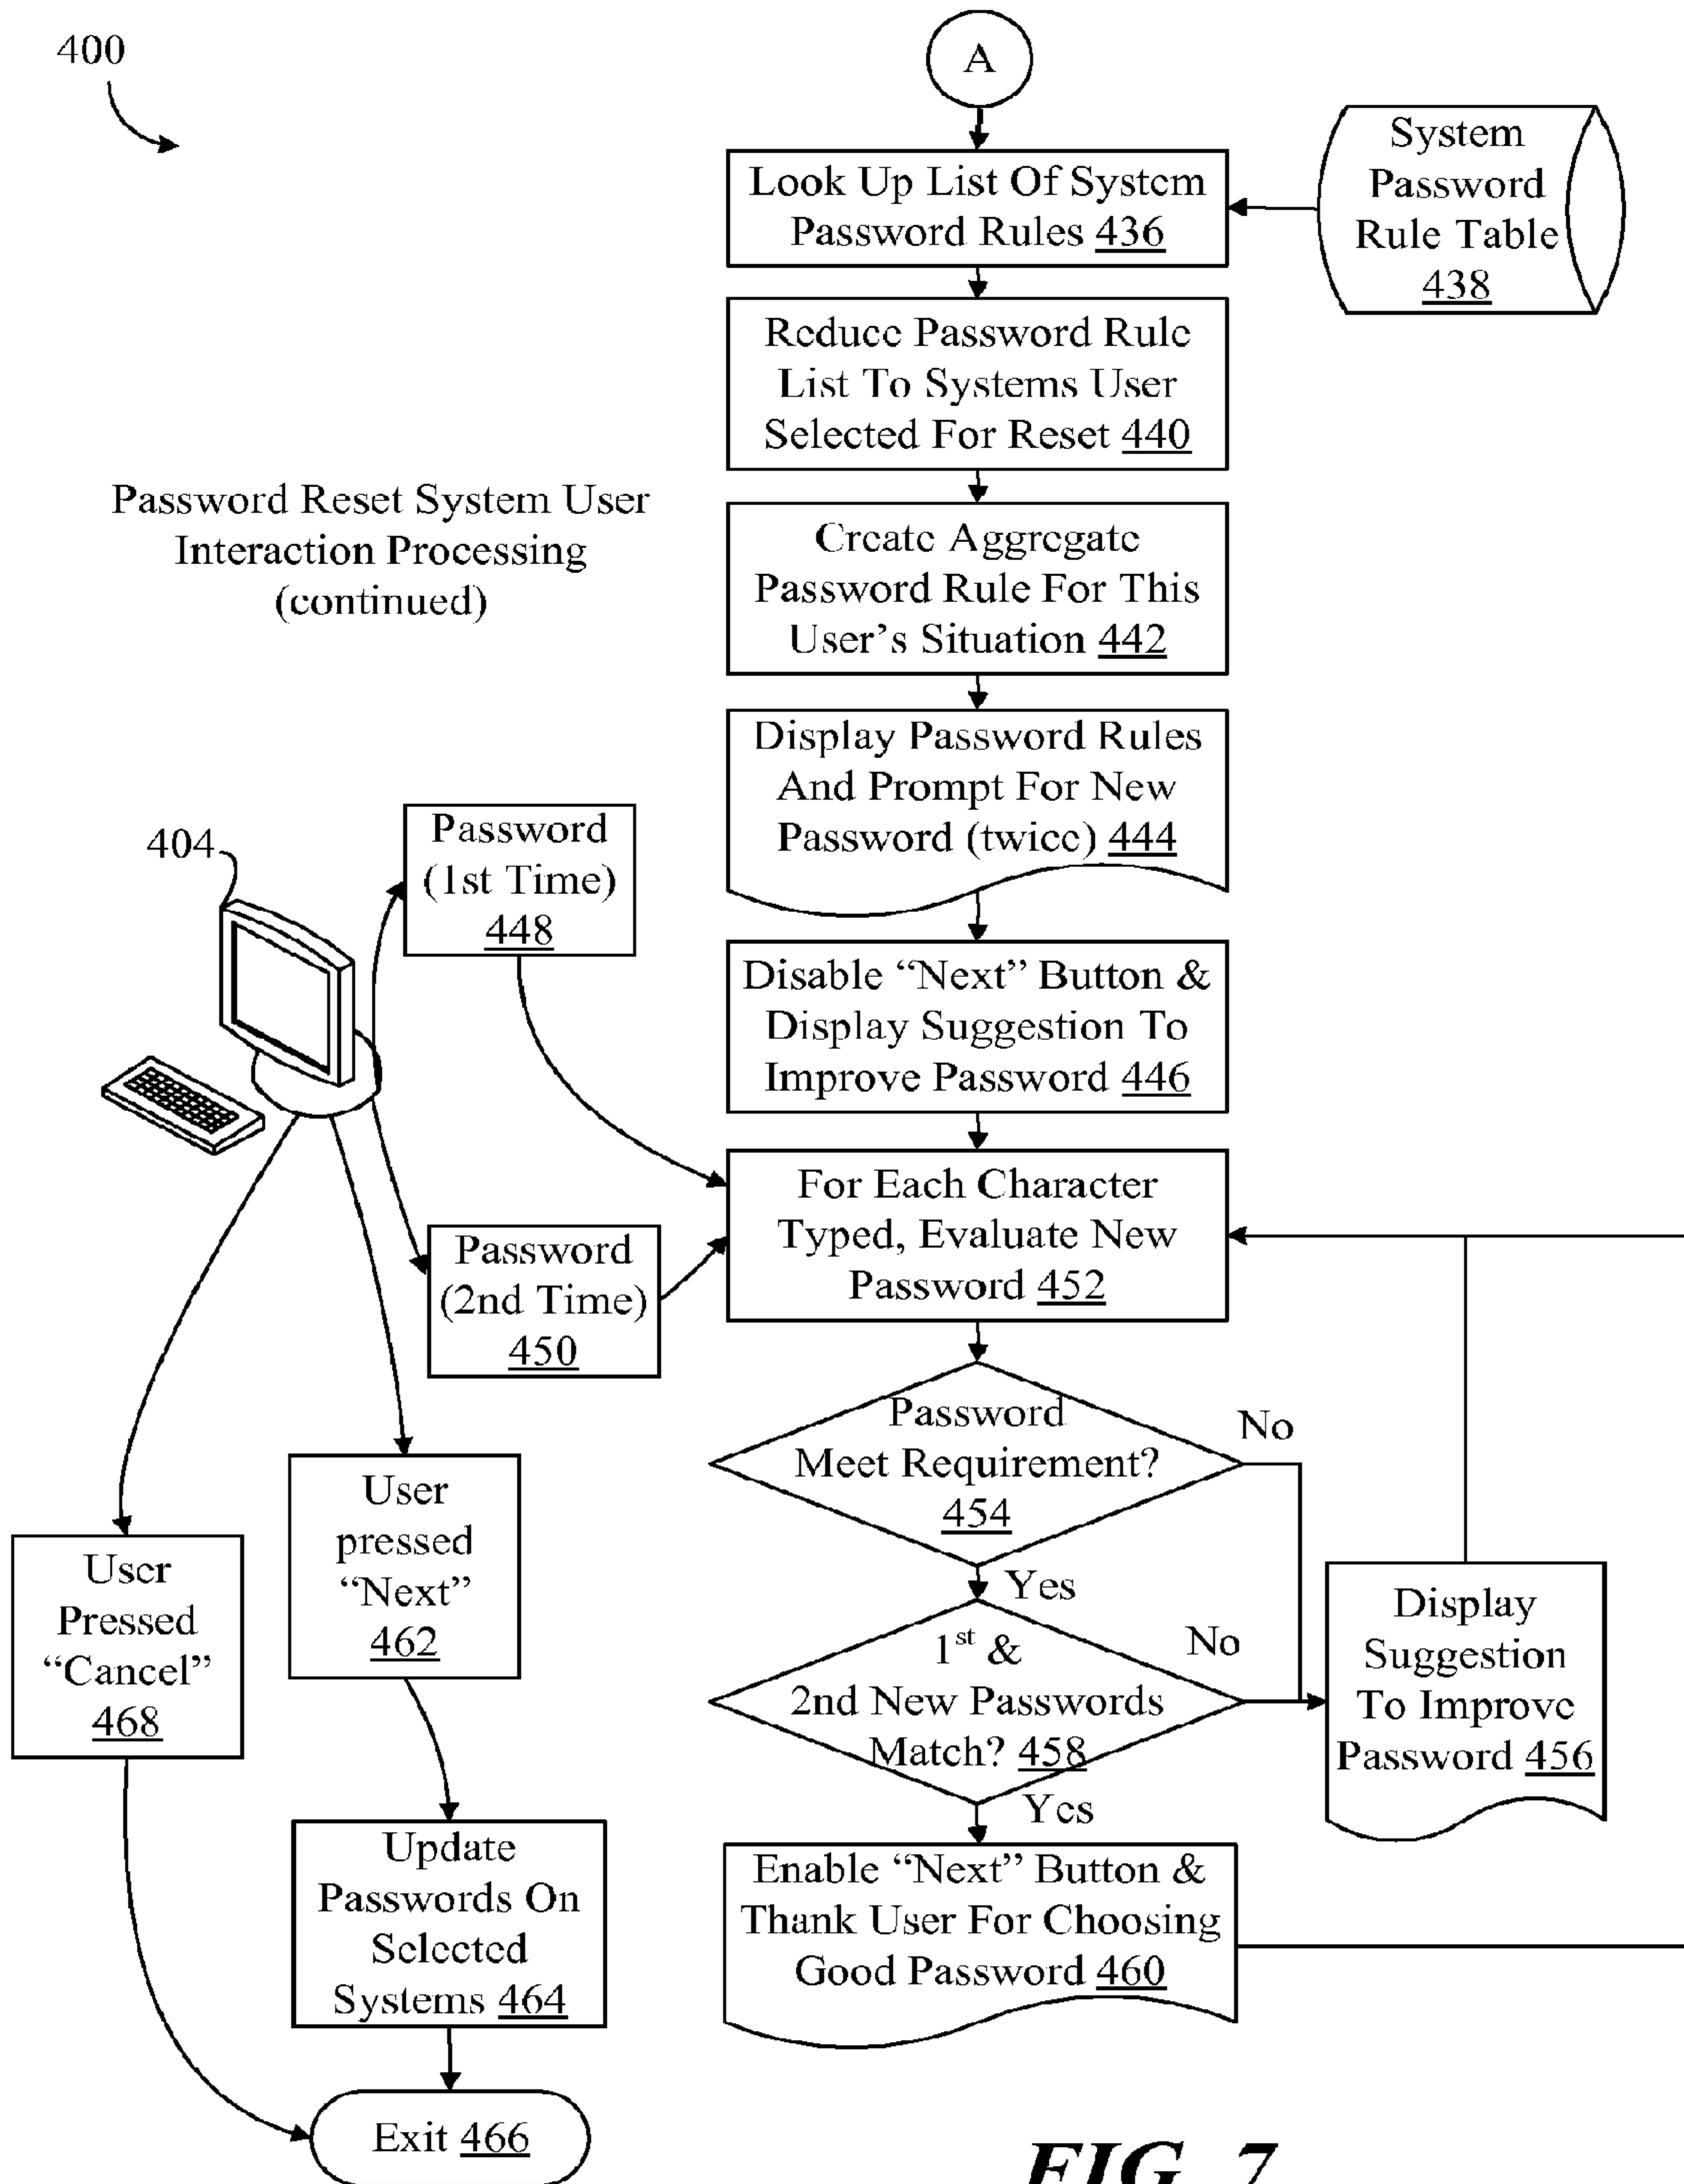 400
A
Look Up List Of System
Password Rules 436
System
Password
Rule Table
438
Reduce Password Rule
List To Systems User
Selected For Reset 440
Password Reset System User
Interaction Processing
(continued)
Create Aggregate
Password Rule For This
User's Situation 442
Display Password Rules
And Prompt For New
Password (twice) 444
404
Password
(1st Time)
448
Disable “Next” Button &
Display Suggestion To
Improve Password 446
For Each Character
Typed, Evaluate New
Password 452
Password
(2nd Time)
450
Password
Meet Requirement?
454
No
Yes
User
pressed
“Next”
462
User
Pressed
“Cancel”
468
1st &
2nd New Passwords
Match? 458
No
Yes
Display
Suggestion
To Improve
Password 456
Update
Passwords On
Selected
Systems 464
Enable “Next” Button &
Thank User For Choosing
Good Password 460
Exit 466
FIG. 7